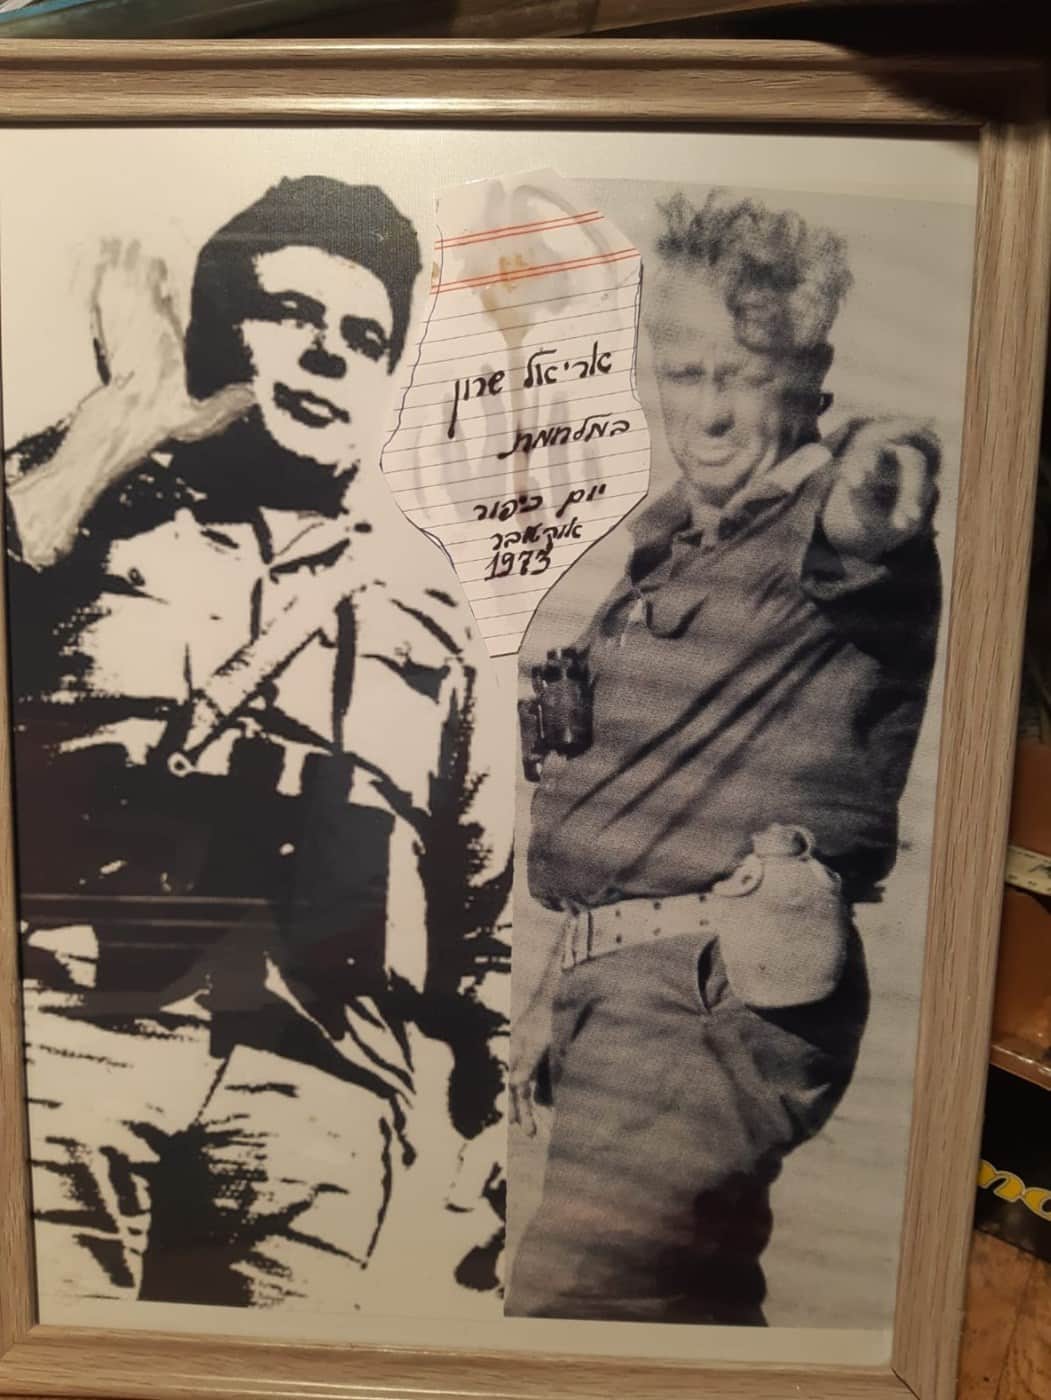 אריאל שרון
במלחמת
יום כיפור
אוקטובר
1973